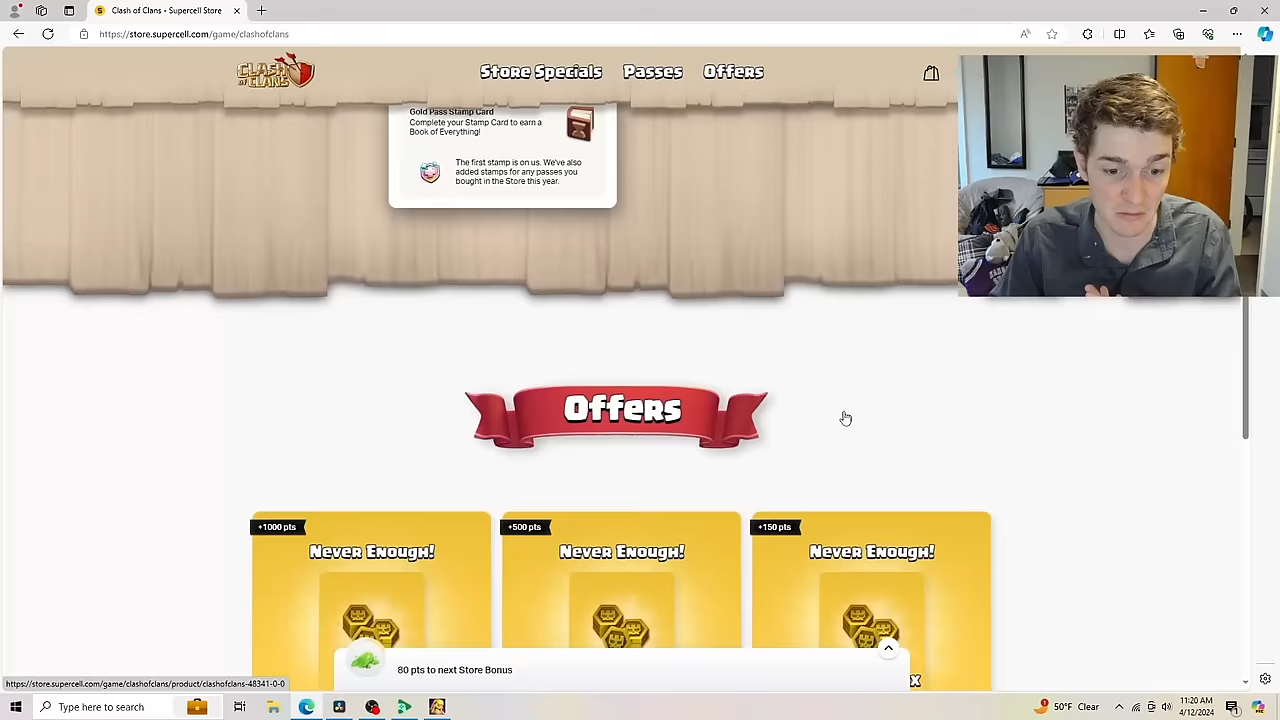 Clash of Clans • Supercell Store
https://store.supercell.com/game/clashofclans
CLASH OF CLANS
Store Specials
Passes
Offers
Gold Pass Stamp Card
Complete your Stamp Card to earn a
Book of Everything!
The first stamp is on us. We've also
added stamps for any passes you
bought in the Store this year.
Offers
+1000 pts
+500 pts
+150 pts
Never Enough!
Never Enough!
Never Enough!
80 pts to next Store Bonus
https://store.supercell.com/game/clashofclans/product/clashofclans-48341-0-0
Type here to search
50°F Clear
11:20 AM
4/12/2024